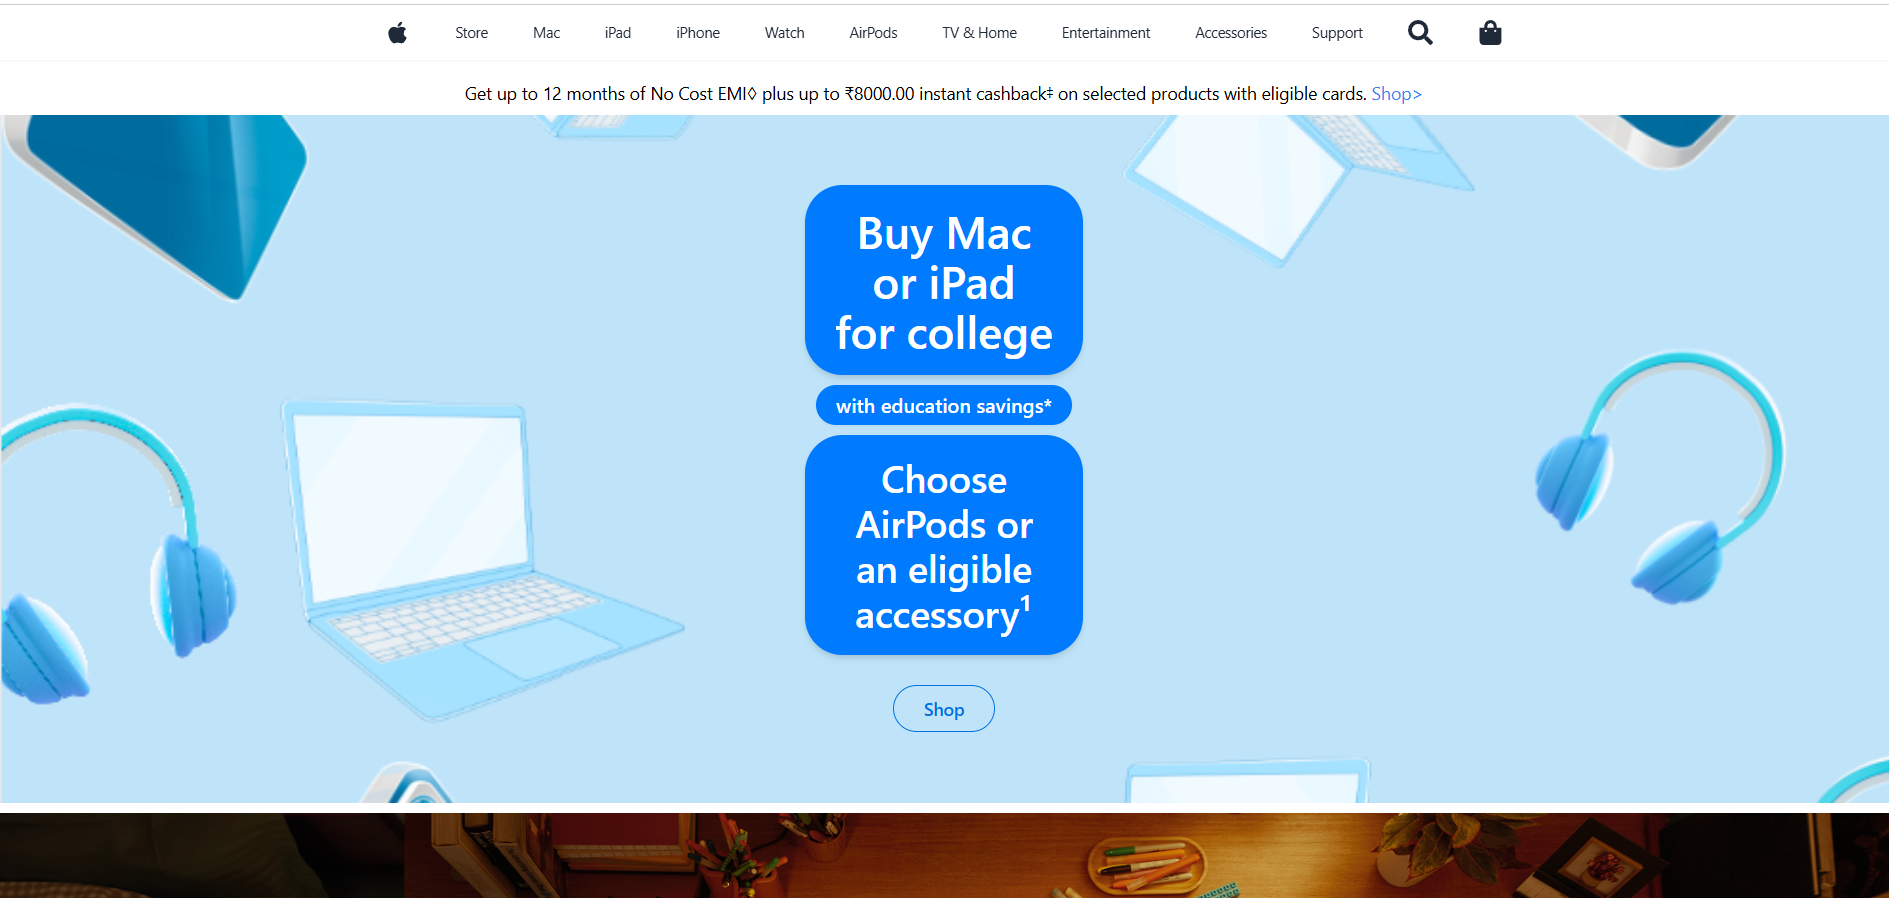 Store Mac iPad iPhone Watch AirPods TV & Home Entertainment Accessories Support
Get up to 12 months of No Cost EMI◊ plus up to ₹8000.00 instant cashback‡ on selected products with eligible cards. Shop>
Buy Mac
or iPad
for college
with education savings*
Choose
AirPods or
an eligible
accessory¹
Shop